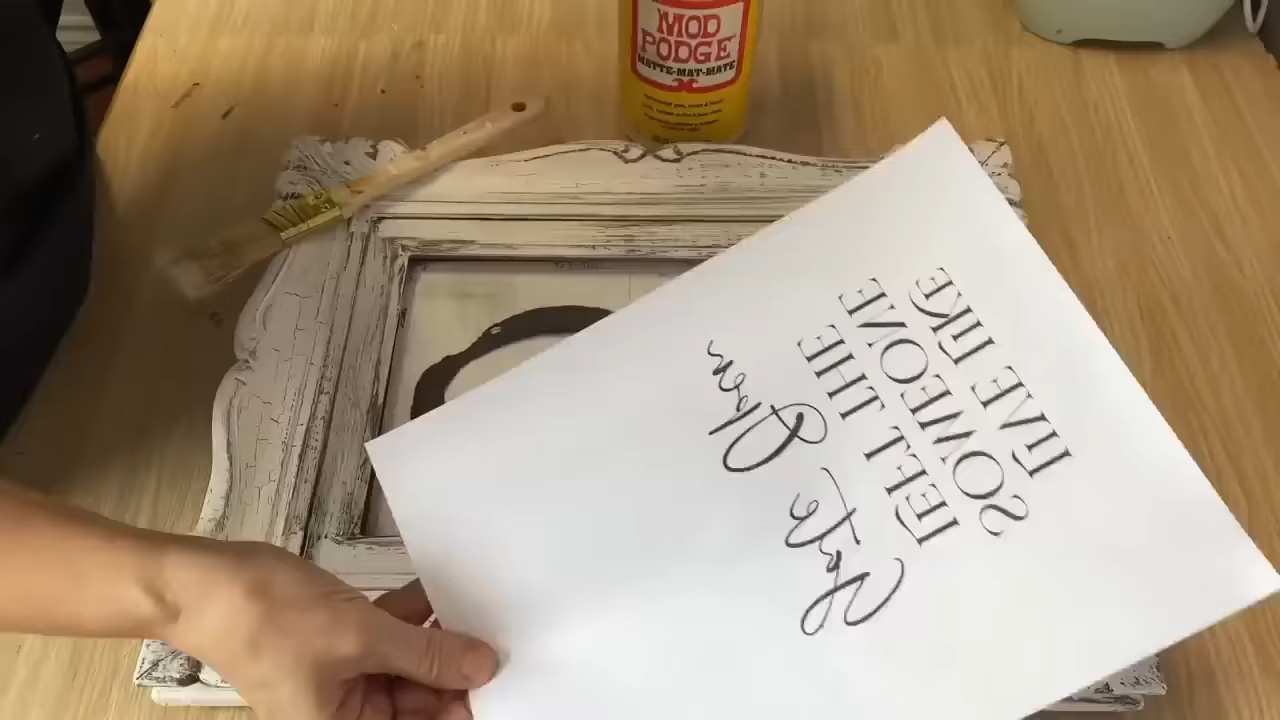 MOD
PODGE
MATTE-MAT-MATE
LIVE LIKE
SOMEONE
LEFT THE
Gate Open